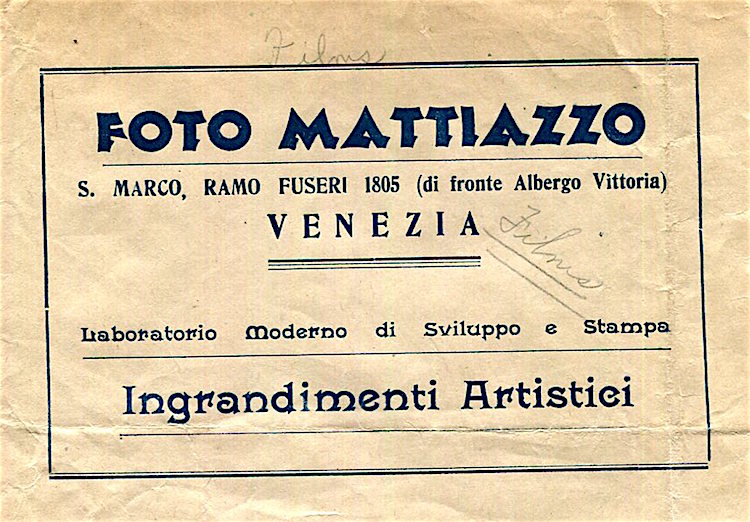 Films
FOTO MATTIAZZO
S. MARCO, RAMO FUSERI 1805 (di fronte Albergo Vittoria)
VENEZIA
Films
Laboratorio Moderno di Sviluppo e Stampa
Ingrandimenti Artistici